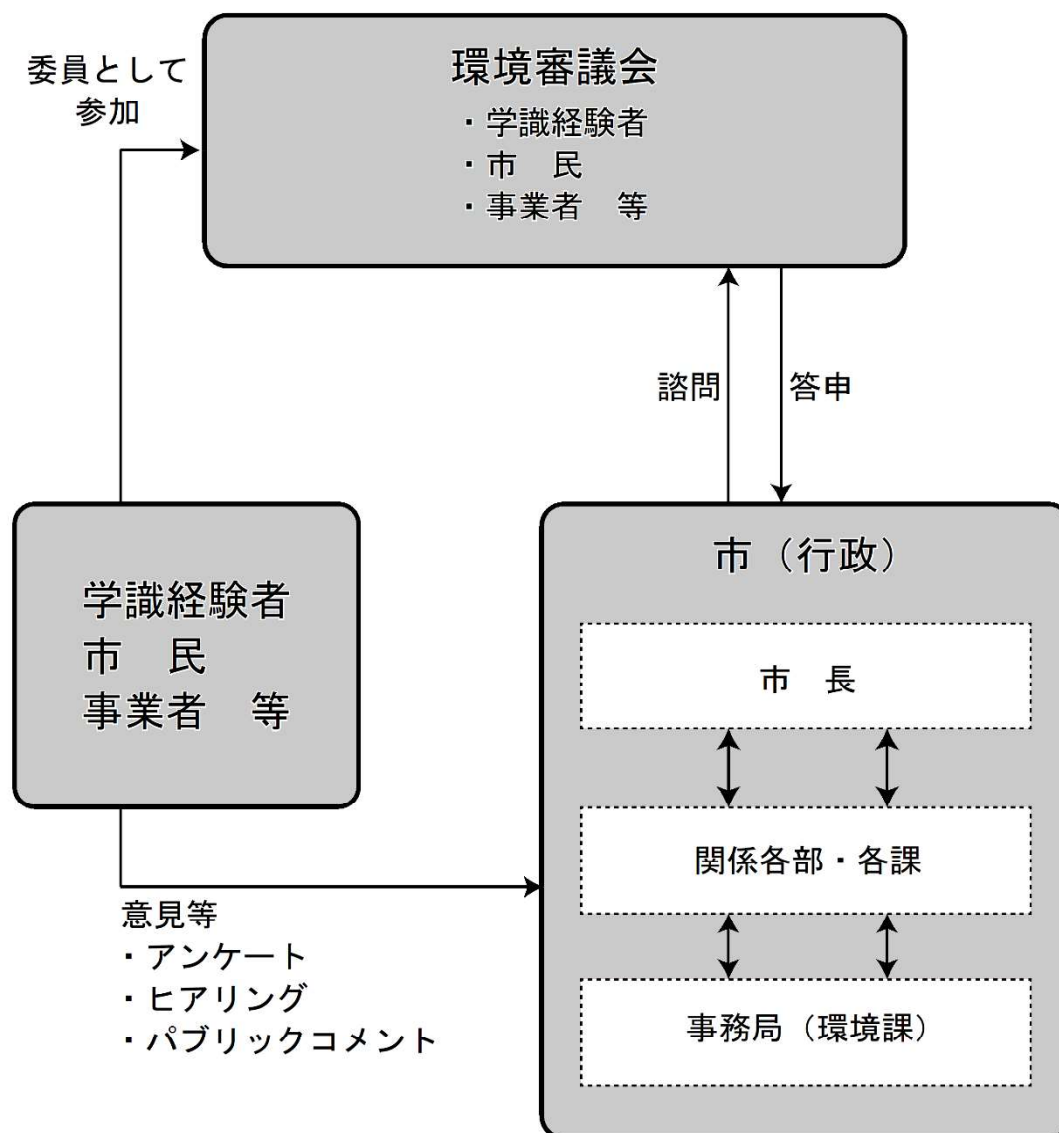 委員として
参加
環境審議会
・学識経験者
・市　民
・事業者　等
諮問
答申
学識経験者
市　民
事業者　等
意見等
・アンケート
・ヒアリング
・パブリックコメント
市（行政）
市　長
関係各部・各課
事務局（環境課）